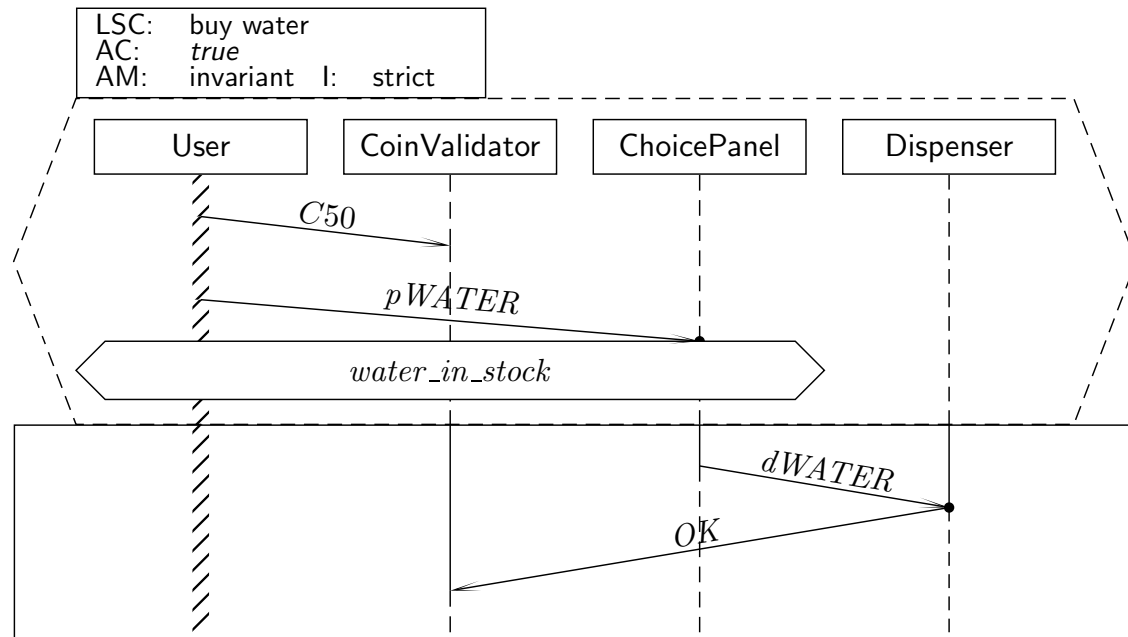 LSC: buy water
AC: true
AM: invariant I: strict
User CoinValidator ChoicePanel Dispenser
C50
pWATER
water_in_stock
dWATER
OK